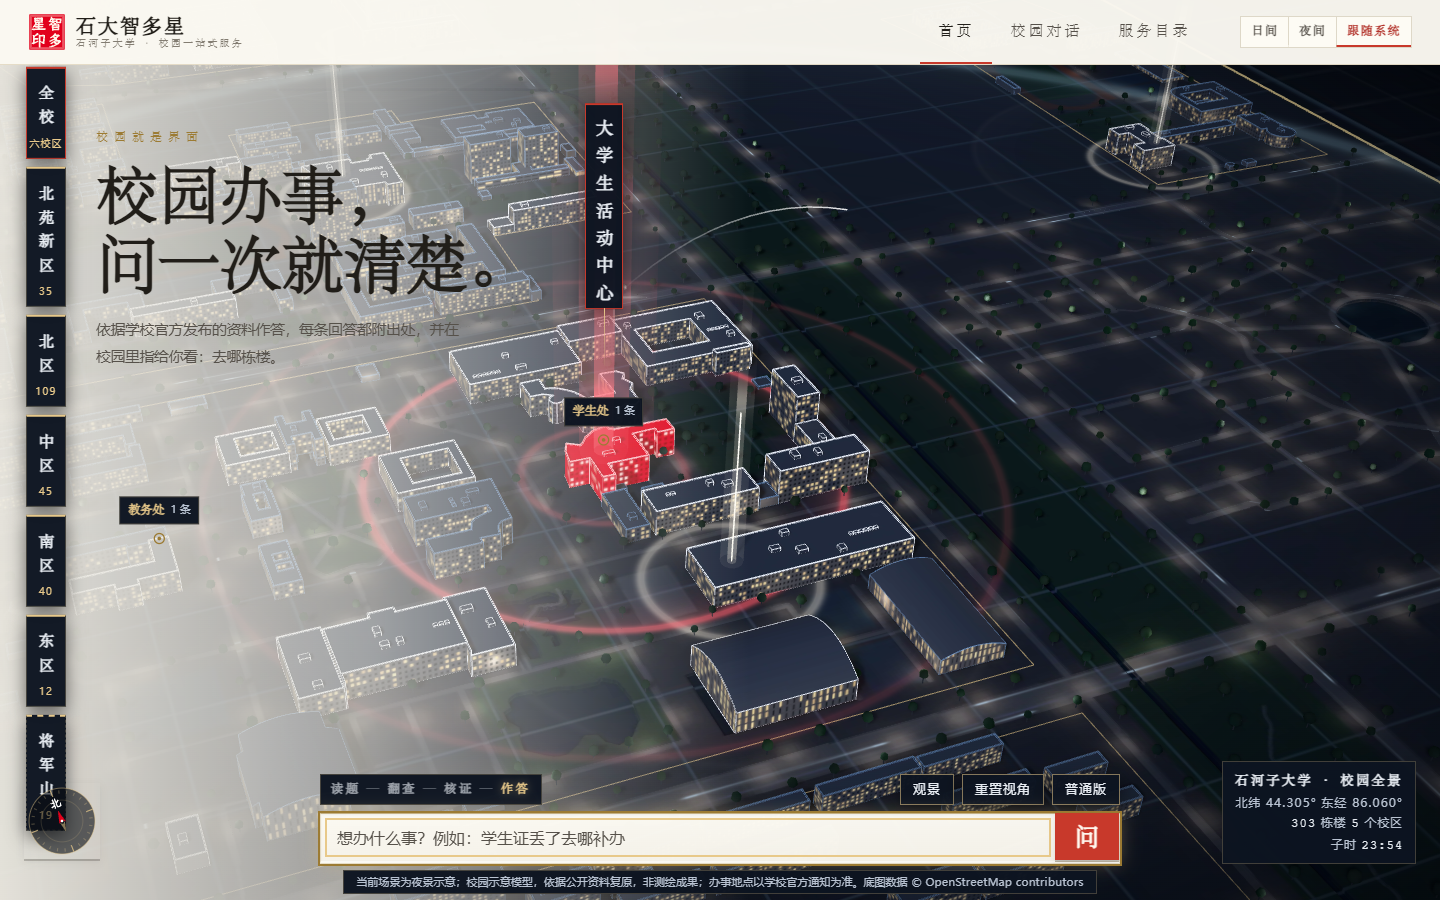 星智印多
石大智多星
石河子大学 · 校园一站式服务
首页
校园对话
服务目录
日间
夜间
跟随系统
全校
六校区
北苑新区
35
北区
109
中区
45
南区
40
东区
12
将军山
19
北
校园就是界面
校园办事，
问一次就清楚。
依据学校官方发布的资料作答，每条回答都附出处，并在
校园里指给你看：去哪栋楼。
大学生活动中心
学生处 1 条
教务处 1 条
读题 — 翻查 — 核证 — 作答
观景
重置视角
普通版
想办什么事？例如：学生证丢了去哪补办
问
当前场景为夜景示意；校园示意模型，依据公开资料复原，非测绘成果；办事地点以学校官方通知为准。底图数据 © OpenStreetMap contributors
石河子大学 · 校园全景
北纬 44.305° 东经 86.060°
303 栋楼 5 个校区
子时 23:54